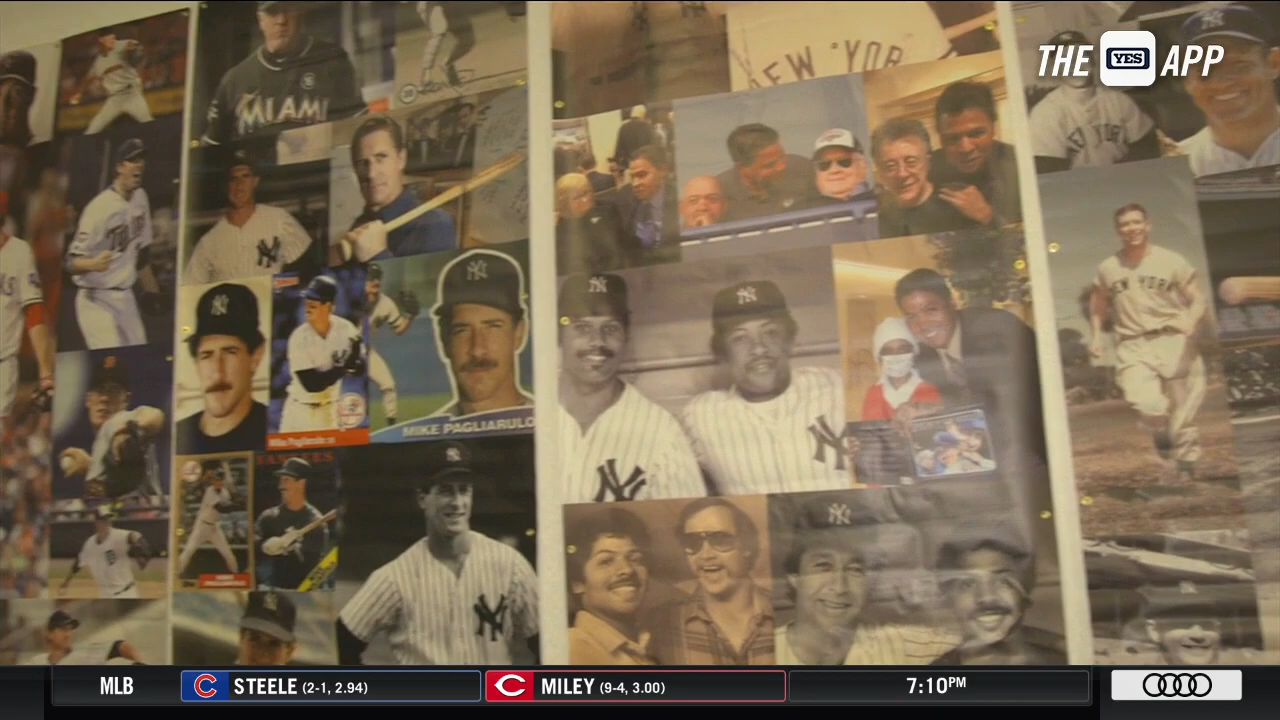 THE YES APP
MIAMI
NEW YOR
NEW YORK
MIKE PAGLIARULO
YANKEES
MLB
STEELE (2-1, 2.94)
MILEY (9-4, 3.00)
7:10PM